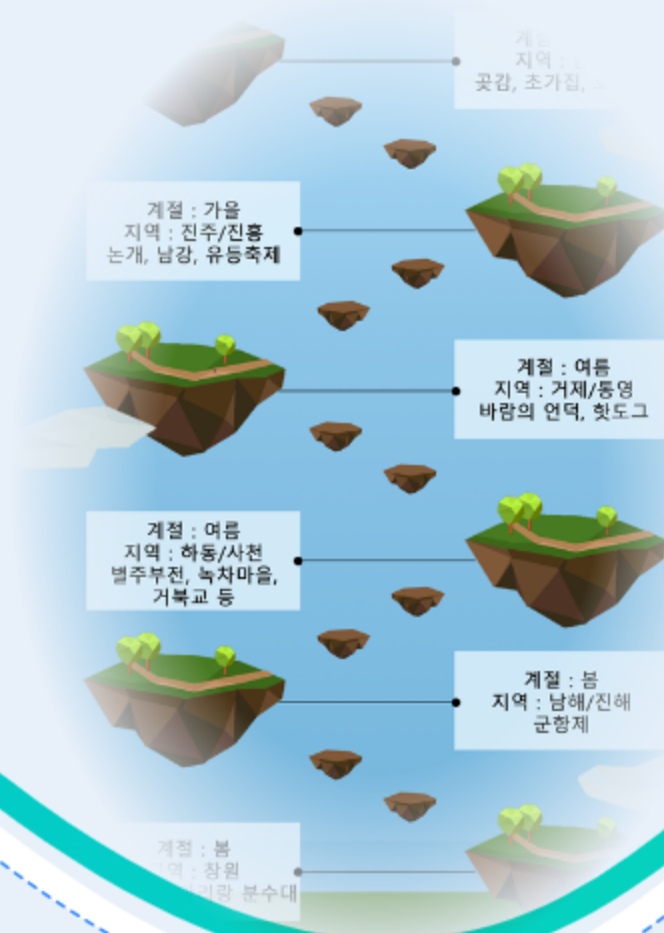 계절
지역 :
곶감, 초가집,
계절 : 가을
지역 : 진주/진흥
논개, 남강, 유등축제
계절 : 여름
지역 : 거제/통영
바람의 언덕, 핫도그
계절 : 여름
지역 : 하동/사천
별주부전, 녹차마을,
거북교 등
계절 : 봄
지역 : 남해/진해
군항제
계절 : 봄
지역 : 창원
분수대